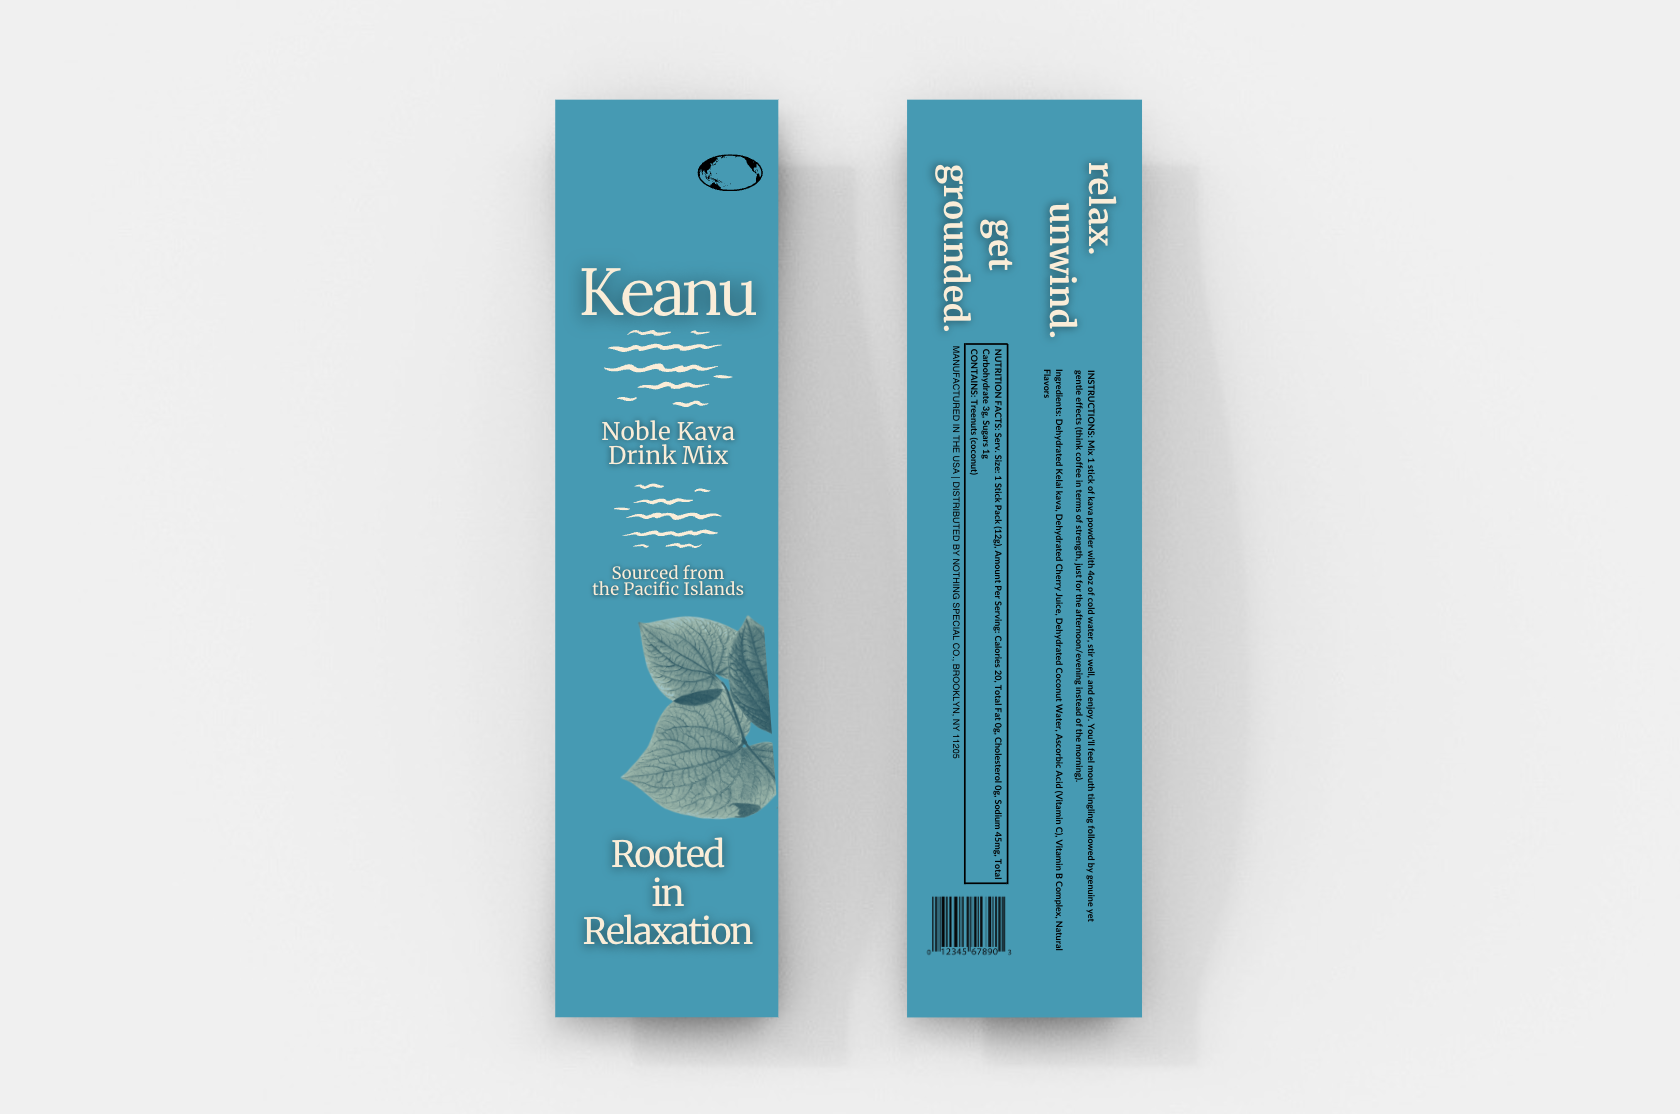 Keanu
Noble Kava
Drink Mix
Sourced from
the Pacific Islands
Rooted
in
Relaxation
relax.
unwind.
get
grounded.
INSTRUCTIONS: Mix 1 stick of kava powder with 4oz of cold water, stir well, and enjoy. You'll feel mouth tingling followed by genuine yet
gentle effects (think coffee in terms of strength, just for the afternoon/evening instead of the morning).
Ingredients: Dehydrated Kelai kava, Dehydrated Cherry Juice, Dehydrated Coconut Water, Ascorbic Acid (Vitamin C), Vitamin B Complex, Natural
Flavors
NUTRITION FACTS: Serv. Size: 1 Stick Pack (12g), Amount Per Serving: Calories 20, Total Fat 0g, Cholesterol 0g, Sodium 45mg, Total
Carbohydrate 3g, Sugars 1g
CONTAINS: Treenuts (coconut)
MANUFACTURED IN THE USA | DISTRIBUTED BY NOTHING SPECIAL CO., BROOKLYN, NY 11205
0 12345 67890 3